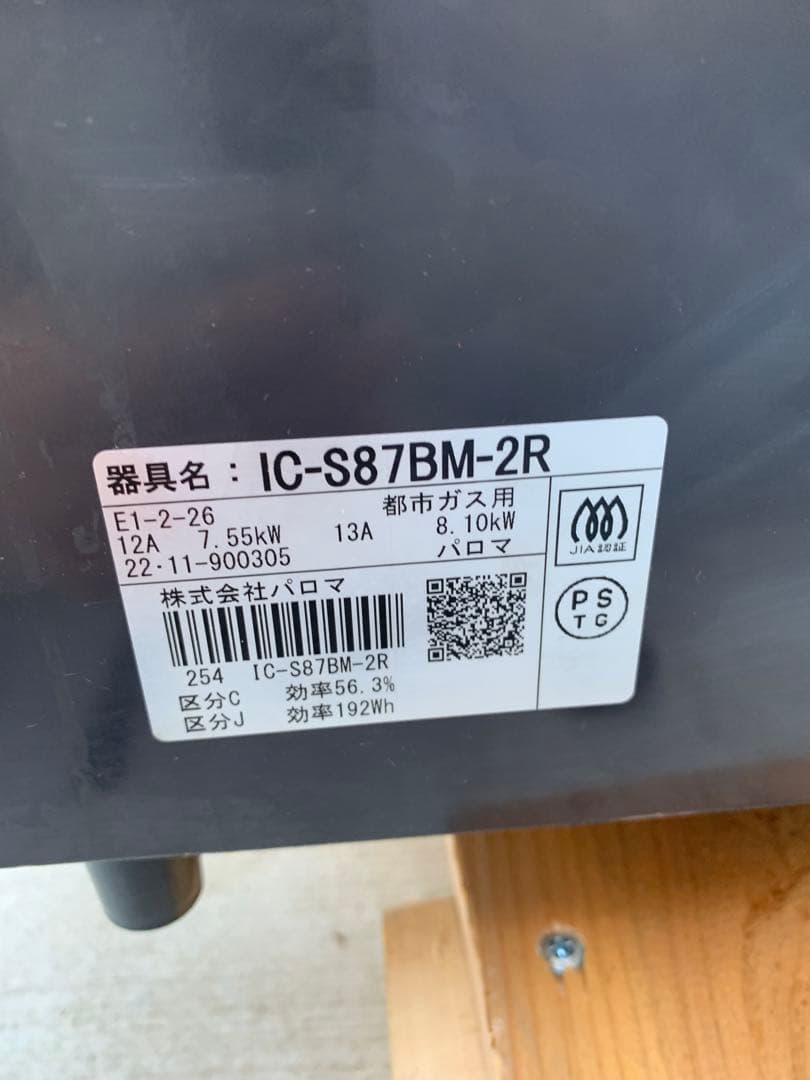 器具名：IC-S87BM-2R
E1-2-26 都市ガス用
12A 7.55kW 13A 8.10kW
22・11-900305 パロマ
JIA認証
PS
TG
株式会社パロマ
254 IC-S87BM-2R
区分C 効率56.3%
区分J 効率192Wh